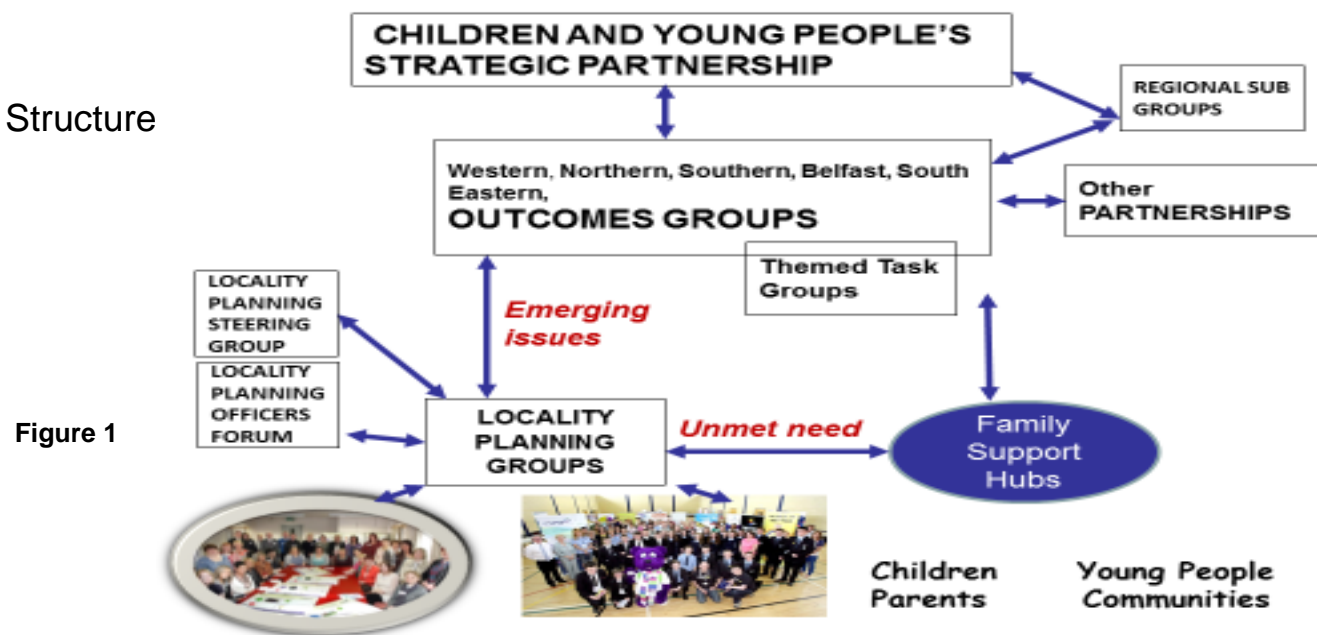 CHILDREN AND YOUNG PEOPLE'S
STRATEGIC PARTNERSHIP
Structure
REGIONAL SUB
GROUPS
Western, Northern, Southern, Belfast, South
Eastern,
OUTCOMES GROUPS
Other
PARTNERSHIPS
Themed Task
Groups
LOCALITY
PLANNING
STEERING
GROUP
Emerging
issues
LOCALITY
PLANNING
OFFICERS
FORUM
Figure 1
LOCALITY
PLANNING
GROUPS
Unmet need
Family
Support
Hubs
Children
Parents
Young People
Communities